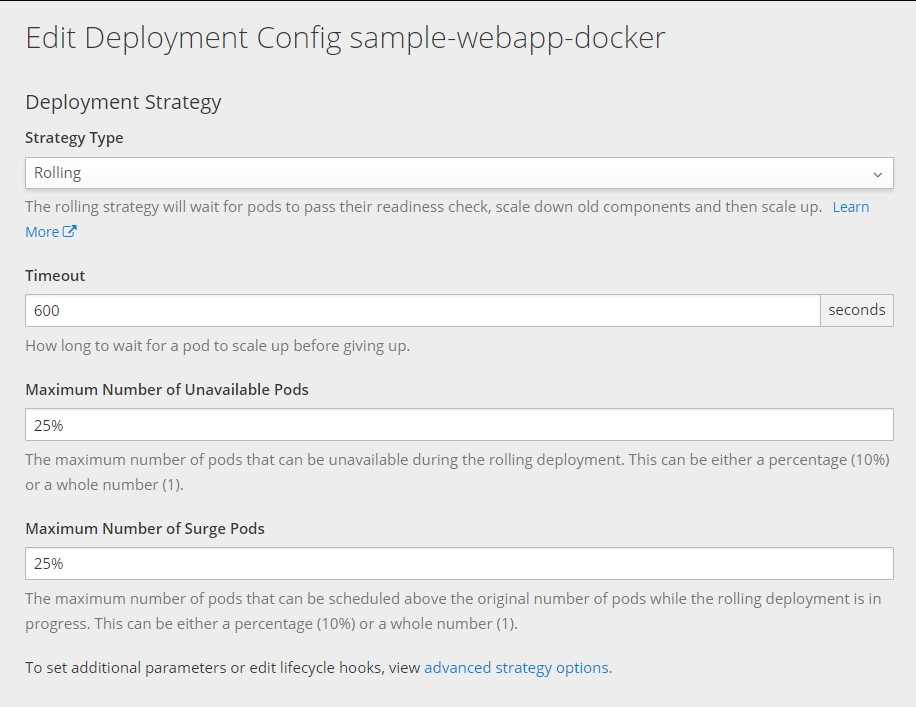 Edit Deployment Config sample-webapp-docker
Deployment Strategy
Strategy Type
Rolling
The rolling strategy will wait for pods to pass their readiness check, scale down old components and then scale up. Learn
More
Timeout
600 seconds
How long to wait for a pod to scale up before giving up.
Maximum Number of Unavailable Pods
25%
The maximum number of pods that can be unavailable during the rolling deployment. This can be either a percentage (10%)
or a whole number (1).
Maximum Number of Surge Pods
25%
The maximum number of pods that can be scheduled above the original number of pods while the rolling deployment is in
progress. This can be either a percentage (10%) or a whole number (1).
To set additional parameters or edit lifecycle hooks, view advanced strategy options.